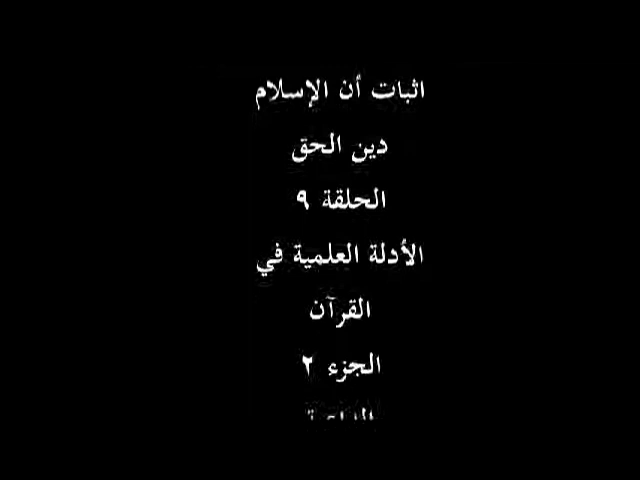 اثبات أن الإسلام
دين الحق
الحلقة ٩
الأدلة العلمية في
القرآن
الجزء ٢